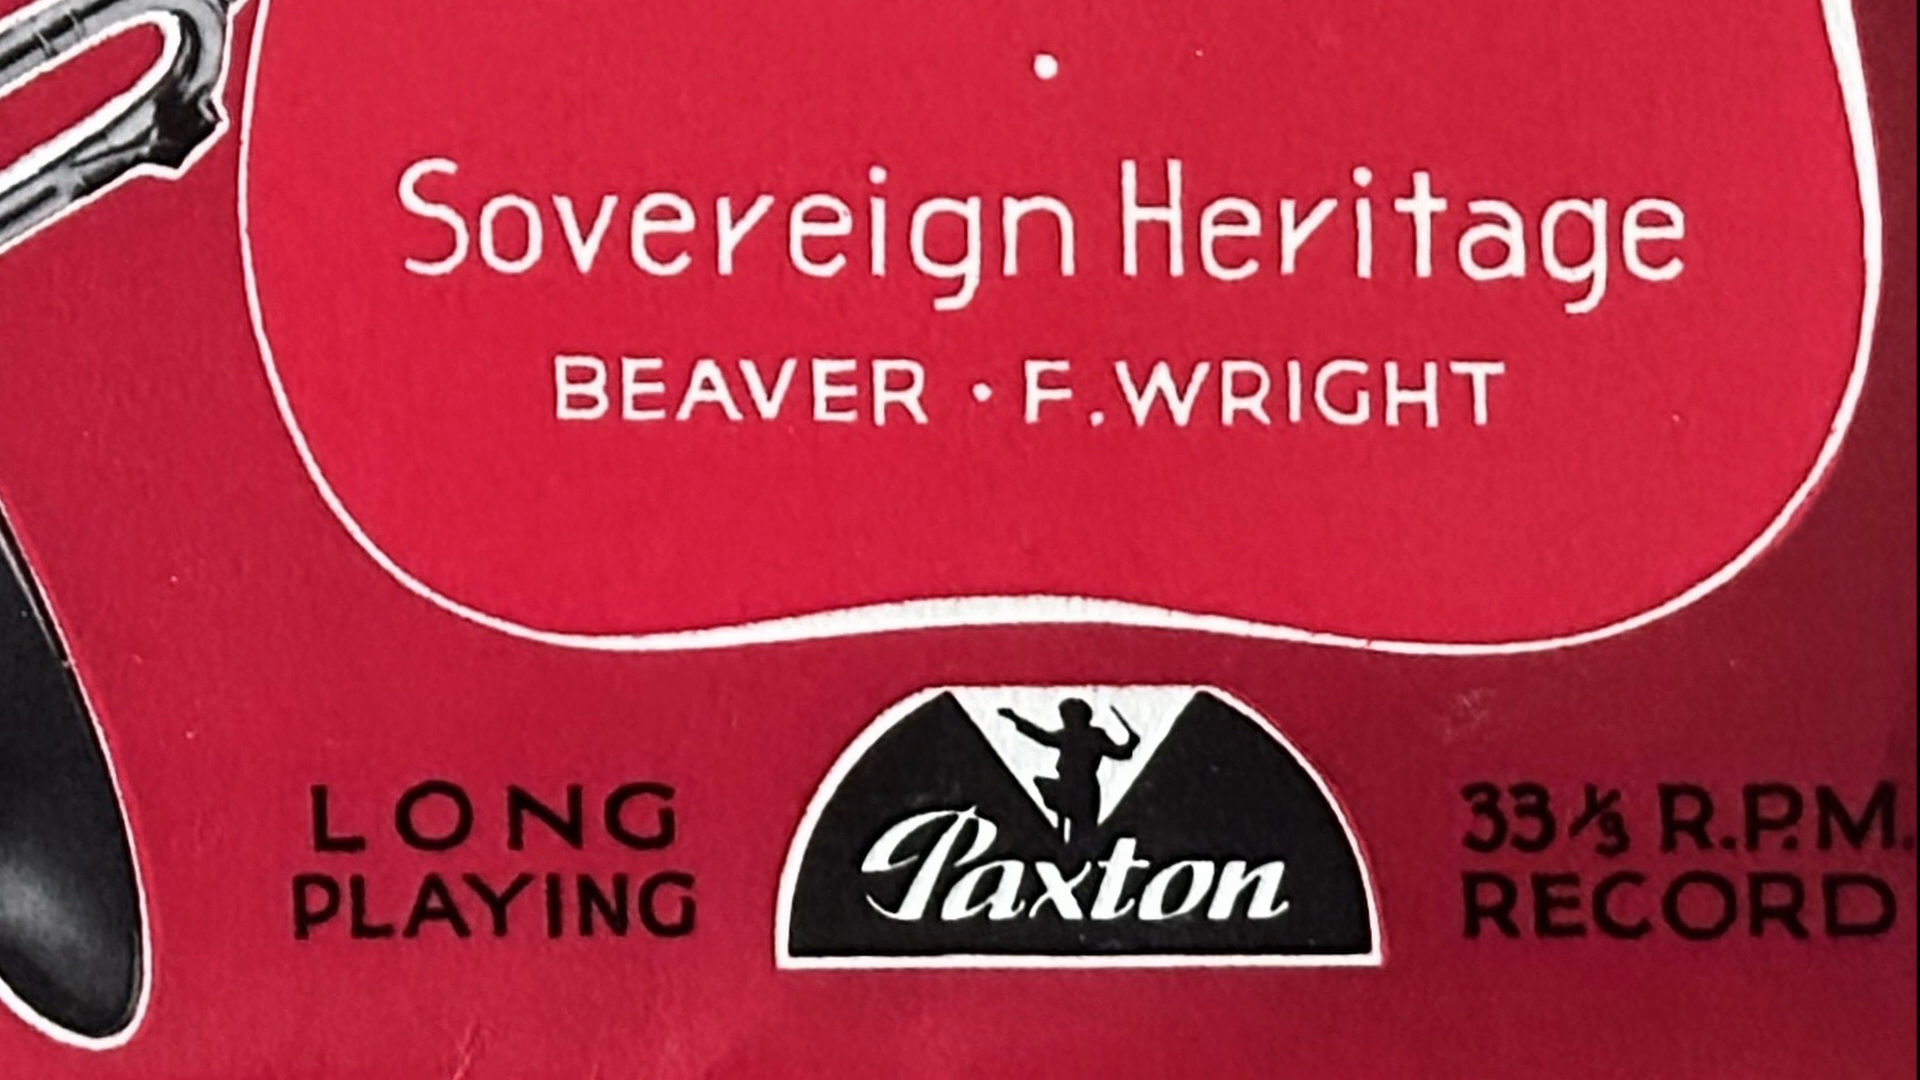 Sovereign Heritage
BEAVER · F. WRIGHT
LONG
PLAYING
Paxton
33⅓ R.P.M.
RECORD